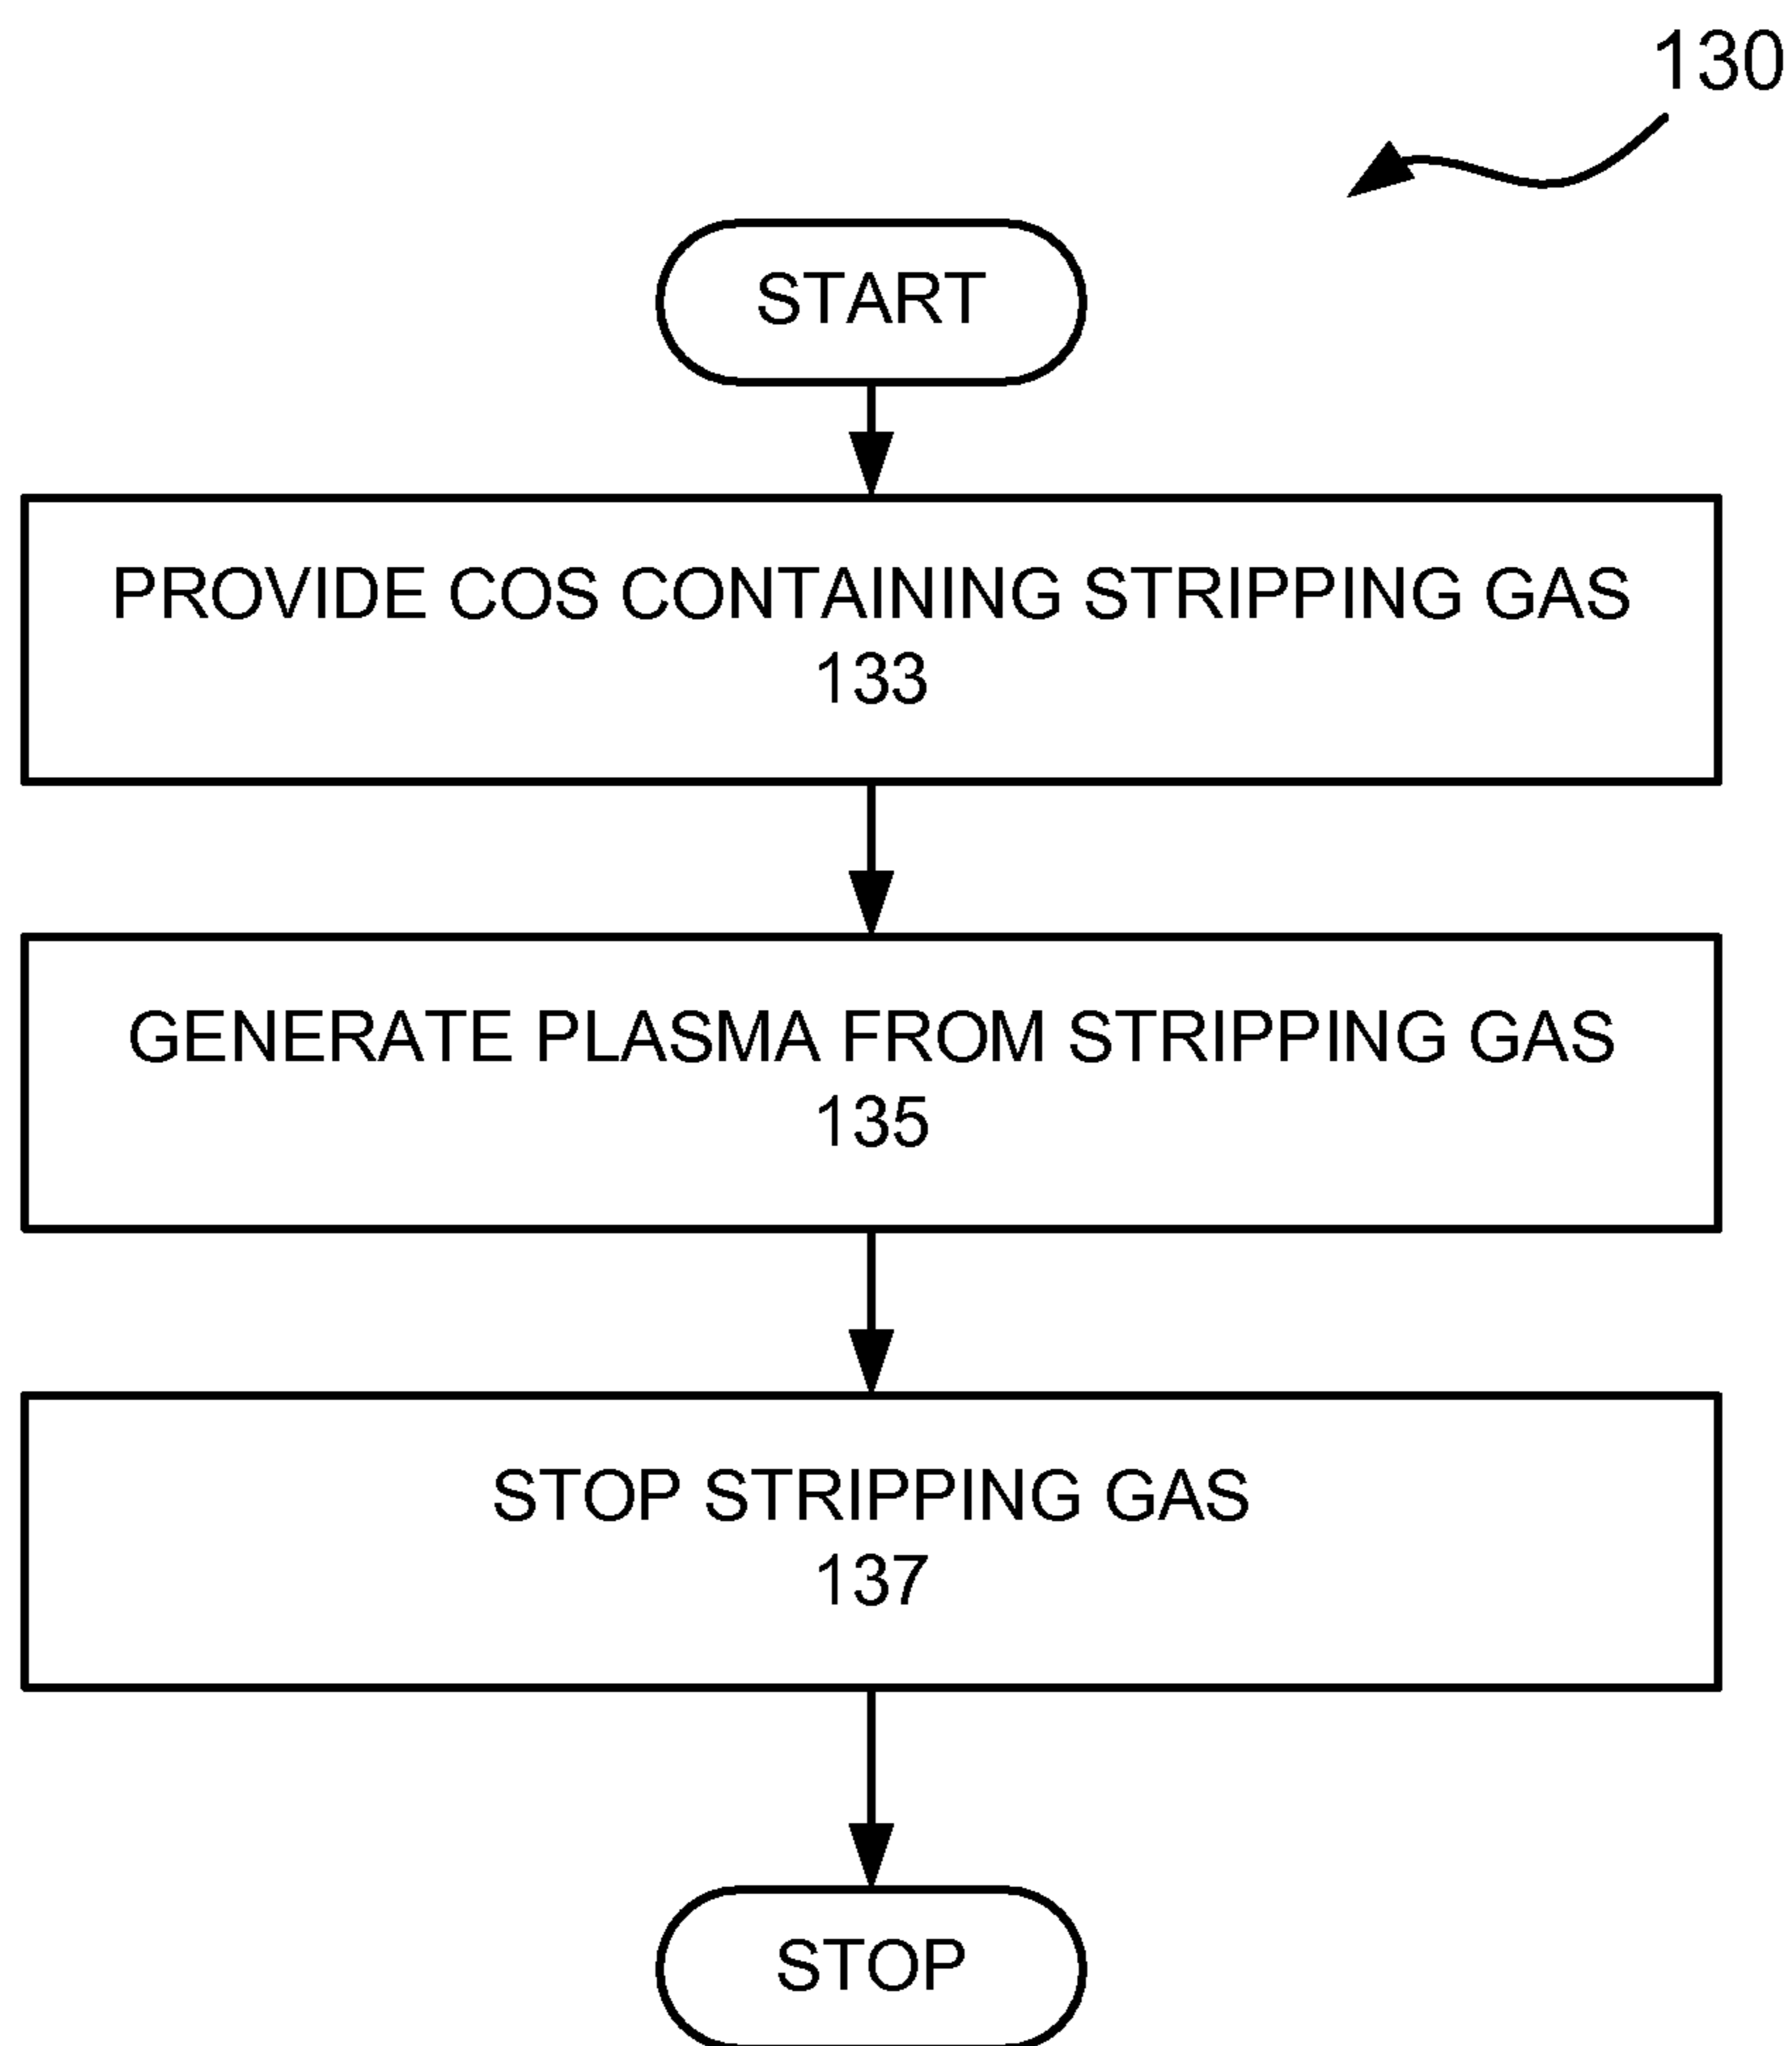 130
START
PROVIDE COS CONTAINING STRIPPING GAS
133
GENERATE PLASMA FROM STRIPPING GAS
135
STOP STRIPPING GAS
137
STOP